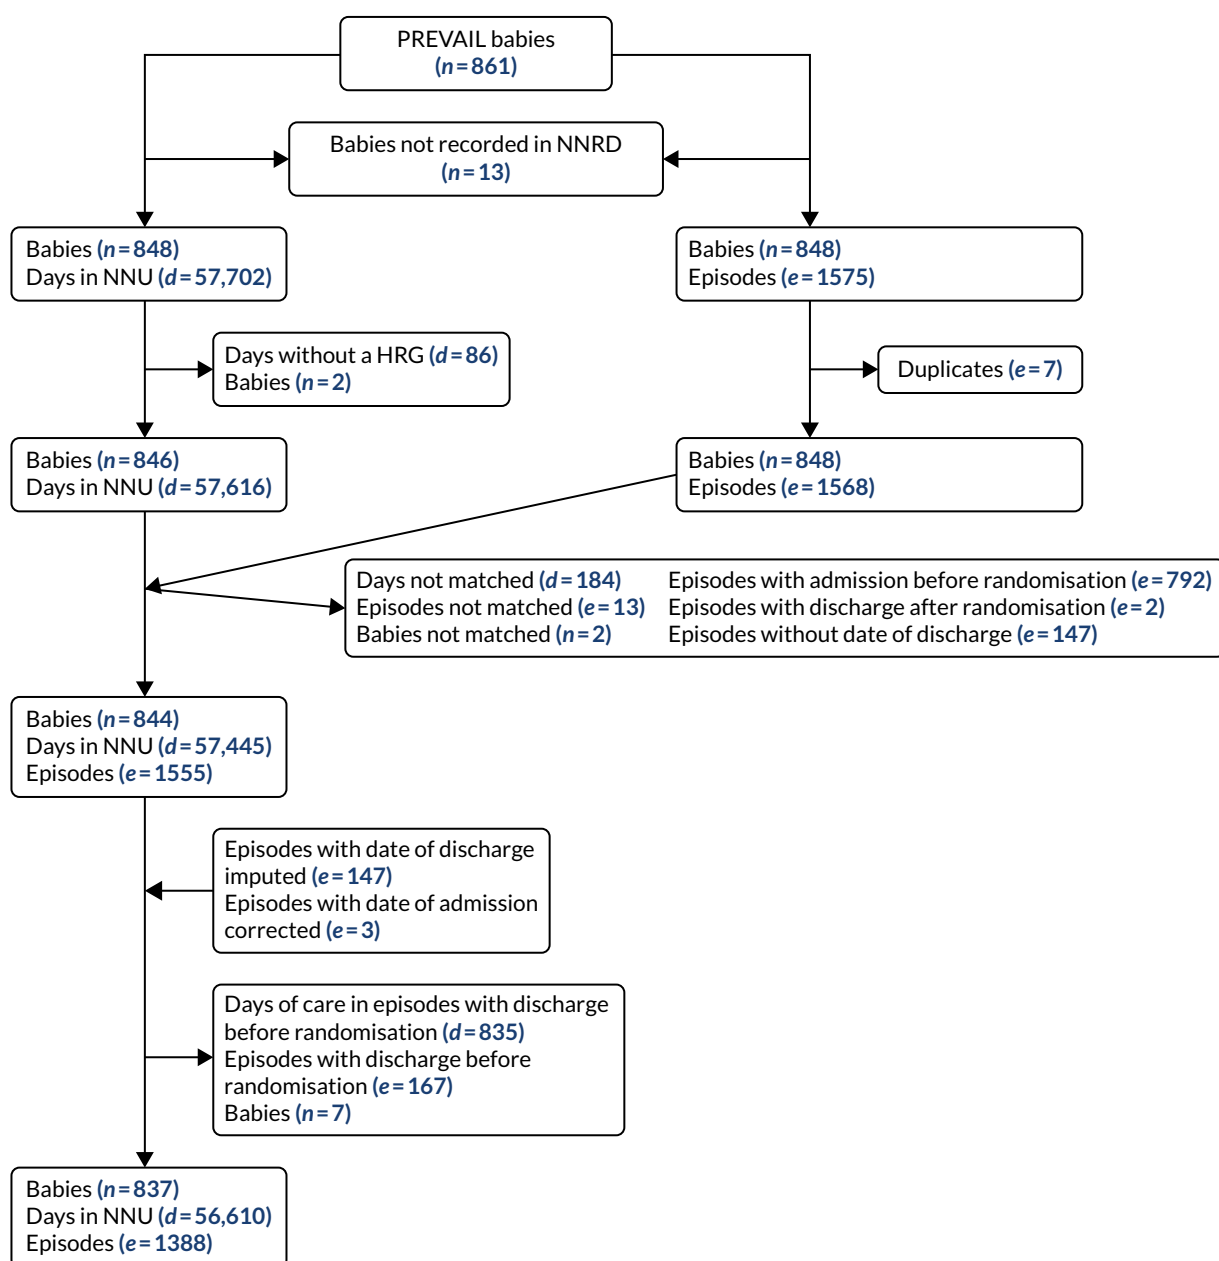 PREVAIL babies
(n=861)
Babies not recorded in NNRD
(n=13)
Babies (n=848)
Days in NNU (d=57,702)
Babies (n=848)
Episodes (e=1575)
Days without a HRG (d=86)
Babies (n=2)
Duplicates (e=7)
Babies (n=846)
Days in NNU (d=57,616)
Babies (n=848)
Episodes (e=1568)
Days not matched (d=184)
Episodes not matched (e=13)
Babies not matched (n=2)
Episodes with admission before randomisation (e=792)
Episodes with discharge after randomisation (e=2)
Episodes without date of discharge (e=147)
Babies (n=844)
Days in NNU (d=57,445)
Episodes (e=1555)
Episodes with date of discharge
imputed (e=147)
Episodes with date of admission
corrected (e=3)
Days of care in episodes with discharge
before randomisation (d=835)
Episodes with discharge before
randomisation (e=167)
Babies (n=7)
Babies (n=837)
Days in NNU (d=56,610)
Episodes (e=1388)